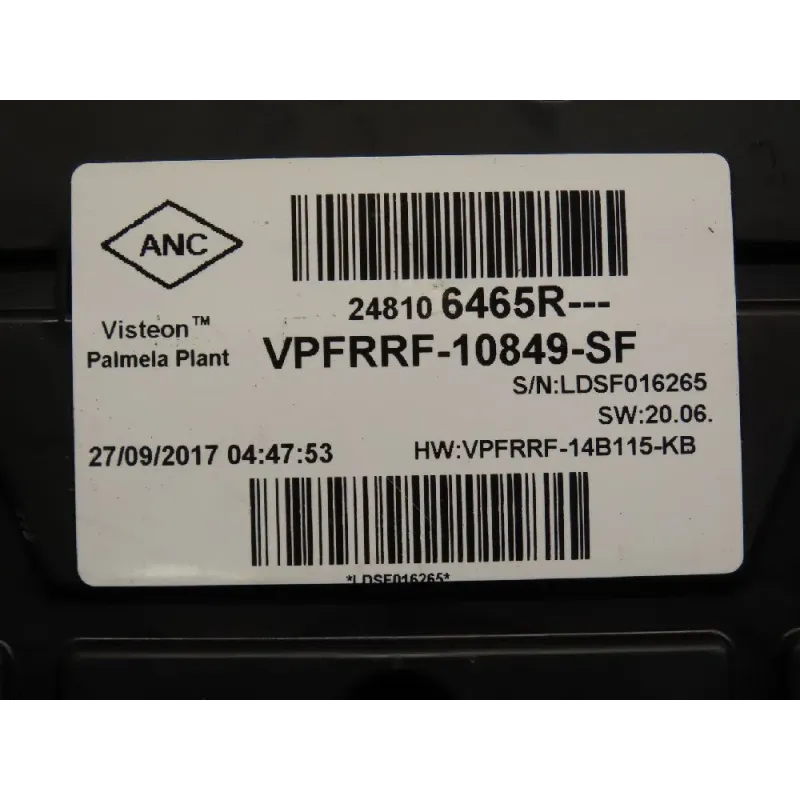 ANC
24810 6465R---
Visteon™
Palmela Plant
VPFRRF-10849-SF
S/N:LDSF016265
SW:20.06.
27/09/2017 04:47:53
HW:VPFRRF-14B115-KB
*LDSF016265*